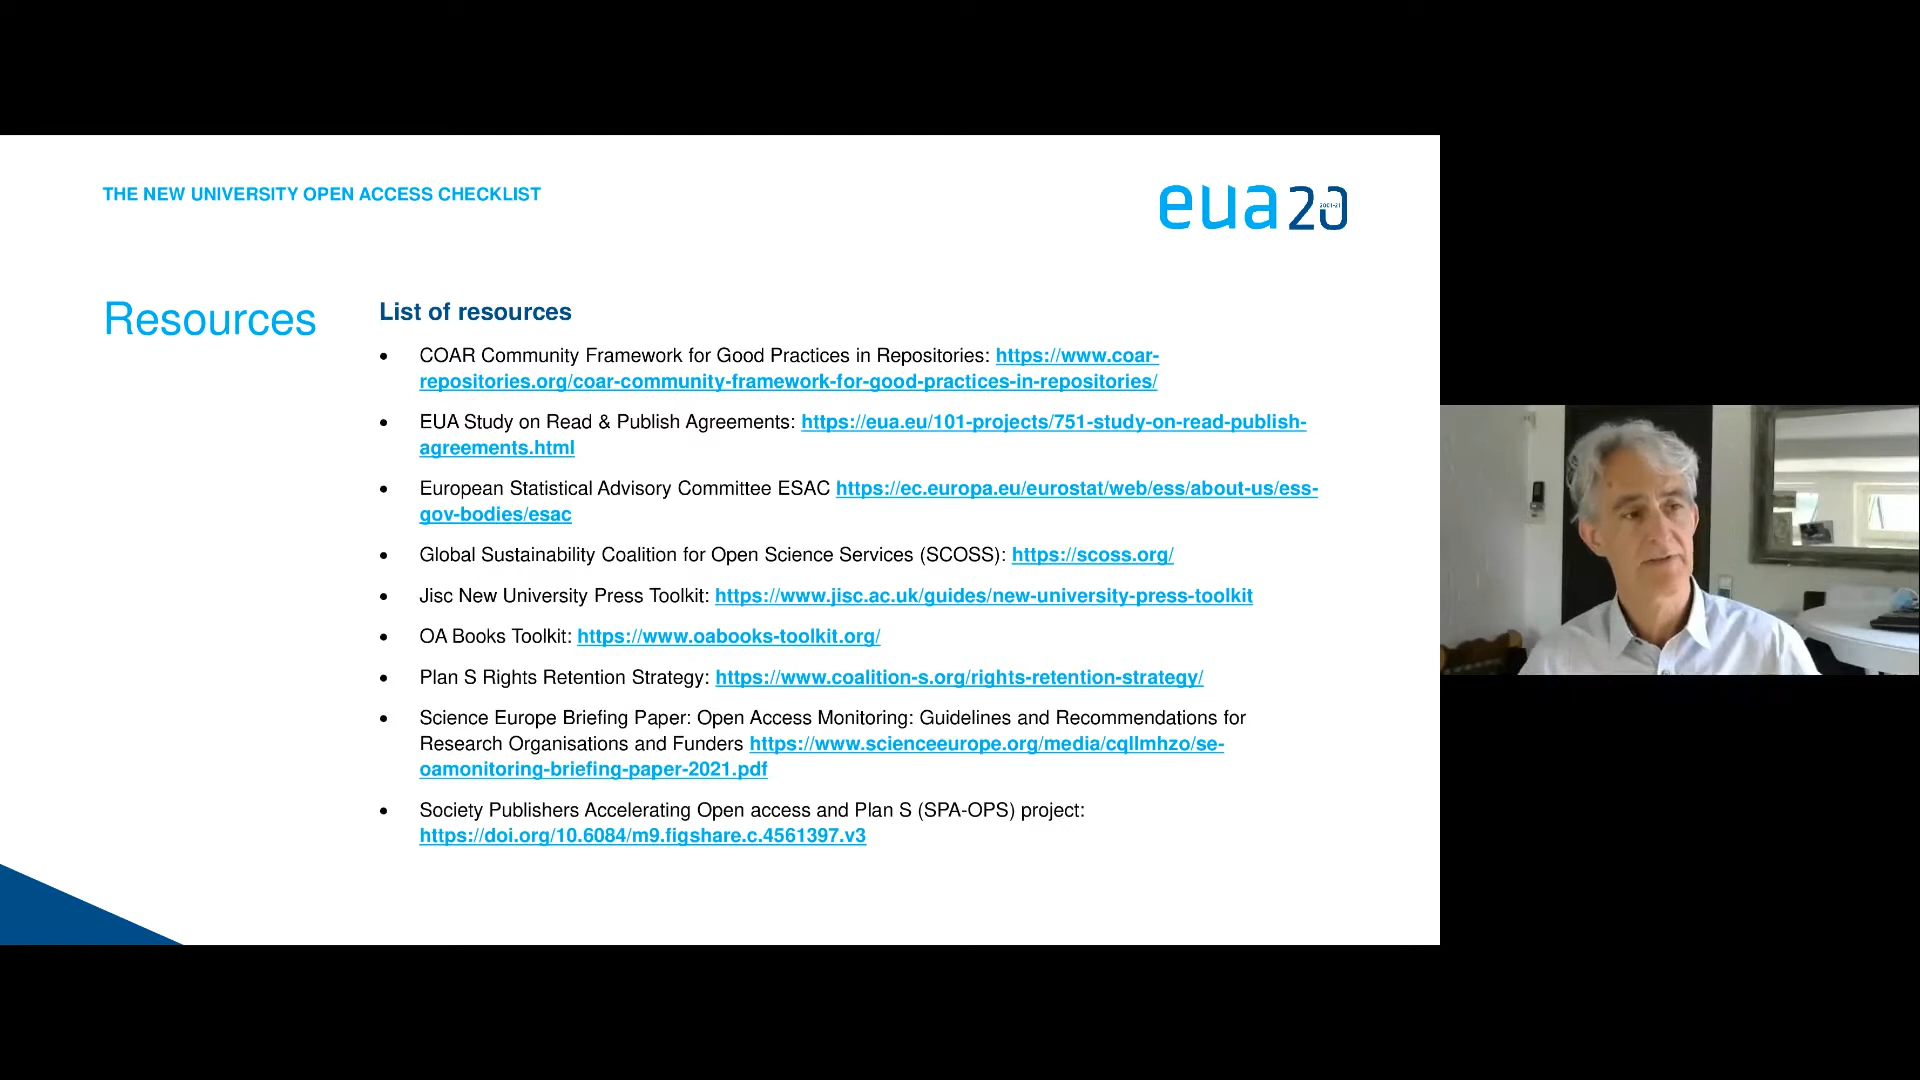 THE NEW UNIVERSITY OPEN ACCESS CHECKLIST
eua20
2001-21
Resources
List of resources
• COAR Community Framework for Good Practices in Repositories: https://www.coar-
repositories.org/coar-community-framework-for-good-practices-in-repositories/
• EUA Study on Read & Publish Agreements: https://eua.eu/101-projects/751-study-on-read-publish-
agreements.html
• European Statistical Advisory Committee ESAC https://ec.europa.eu/eurostat/web/ess/about-us/ess-
gov-bodies/esac
• Global Sustainability Coalition for Open Science Services (SCOSS): https://scoss.org/
• Jisc New University Press Toolkit: https://www.jisc.ac.uk/guides/new-university-press-toolkit
• OA Books Toolkit: https://www.oabooks-toolkit.org/
• Plan S Rights Retention Strategy: https://www.coalition-s.org/rights-retention-strategy/
• Science Europe Briefing Paper: Open Access Monitoring: Guidelines and Recommendations for
Research Organisations and Funders https://www.scienceeurope.org/media/cqllmhzo/se-
oamonitoring-briefing-paper-2021.pdf
• Society Publishers Accelerating Open access and Plan S (SPA-OPS) project:
https://doi.org/10.6084/m9.figshare.c.4561397.v3